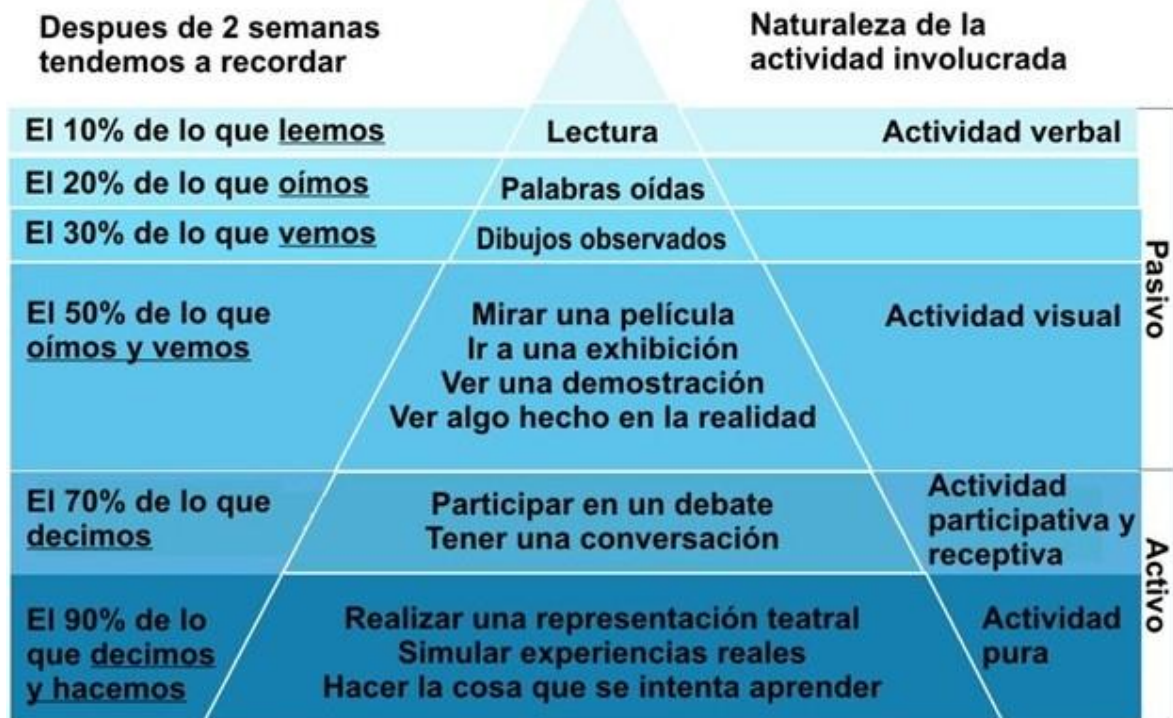 Despues de 2 semanas
tendemos a recordar
Naturaleza de la
actividad involucrada
El 10% de lo que leemos
Lectura
Actividad verbal
El 20% de lo que oímos
Palabras oídas
El 30% de lo que vemos
Dibujos observados
El 50% de lo que
oímos y vemos
Mirar una película
Ir a una exhibición
Ver una demostración
Ver algo hecho en la realidad
Actividad visual
Pasivo
El 70% de lo que
decimos
Participar en un debate
Tener una conversación
Actividad
participativa y
receptiva
El 90% de lo
que decimos
y hacemos
Realizar una representación teatral
Simular experiencias reales
Hacer la cosa que se intenta aprender
Actividad
pura
Activo